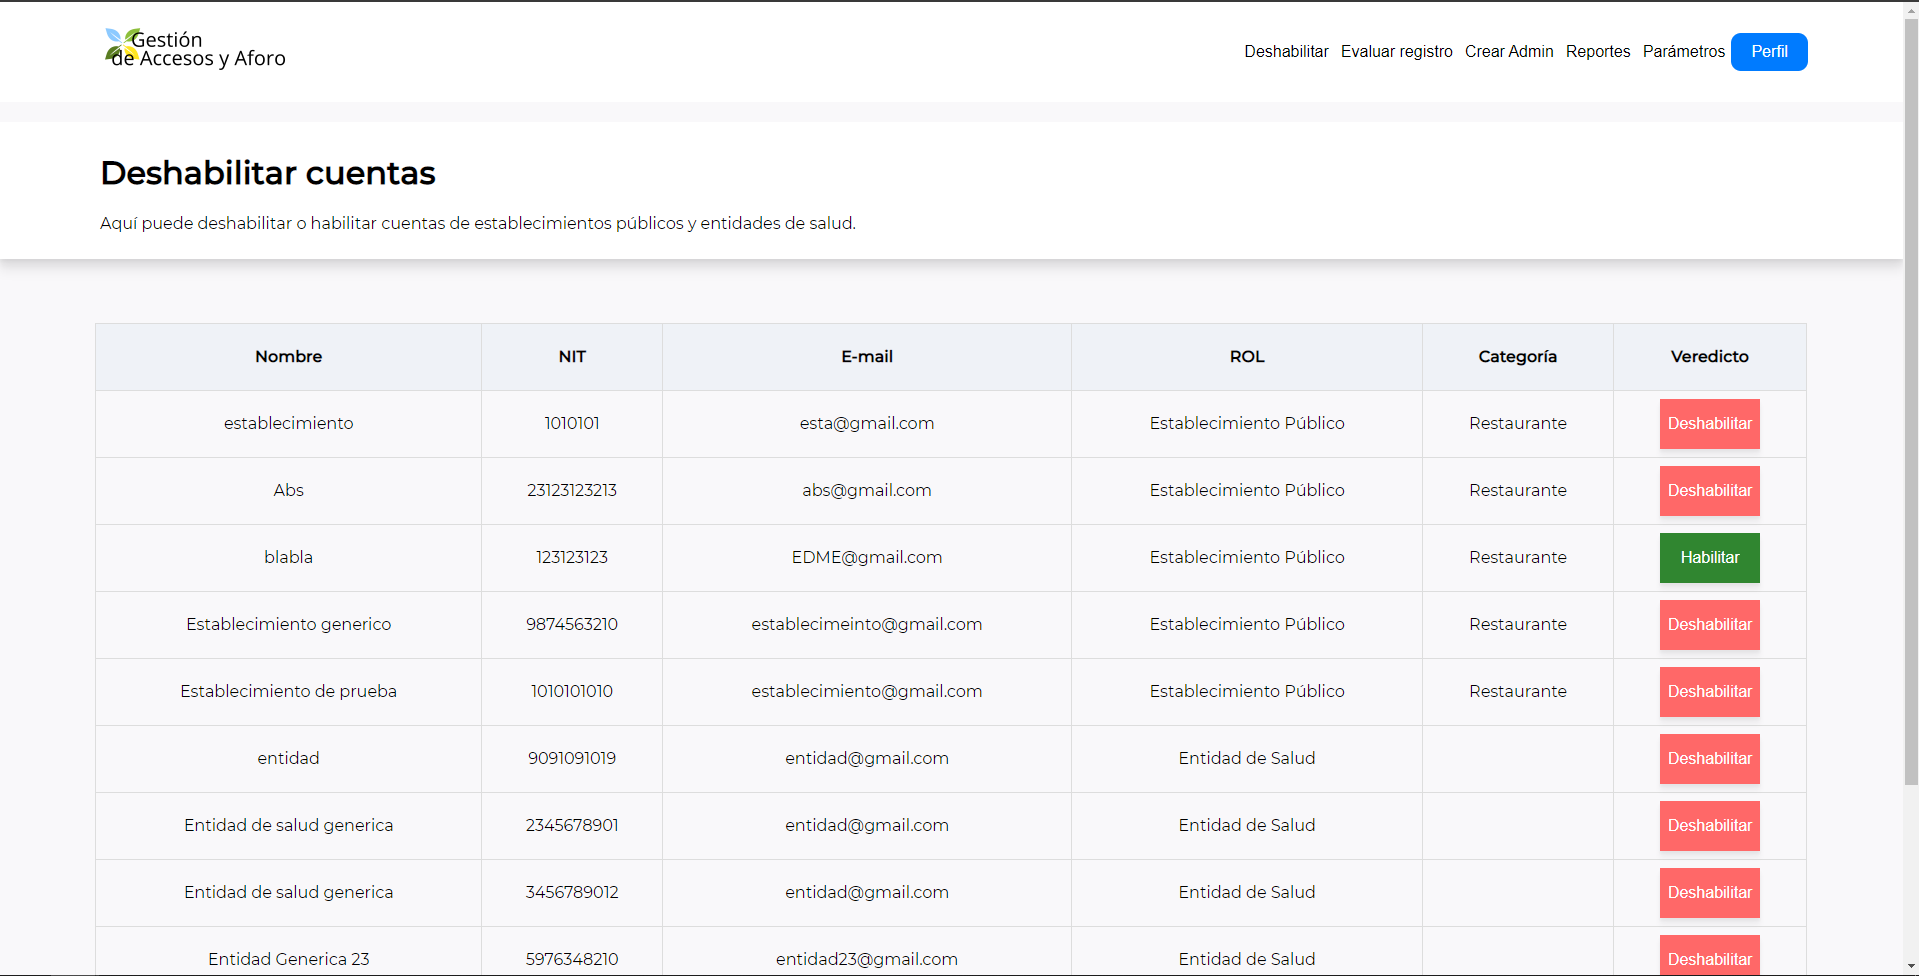 Gestión
de Accesos y Aforo
Deshabilitar Evaluar registro Crear Admin Reportes Parámetros Perfil
Deshabilitar cuentas
Aquí puede deshabilitar o habilitar cuentas de establecimientos públicos y entidades de salud.
Nombre NIT E-mail ROL Categoría Veredicto
establecimiento 1010101 esta@gmail.com Establecimiento Público Restaurante Deshabilitar
Abs 23123123213 abs@gmail.com Establecimiento Público Restaurante Deshabilitar
blabla 123123123 EDME@gmail.com Establecimiento Público Restaurante Habilitar
Establecimiento generico 9874563210 establecimeinto@gmail.com Establecimiento Público Restaurante Deshabilitar
Establecimiento de prueba 1010101010 establecimiento@gmail.com Establecimiento Público Restaurante Deshabilitar
entidad 9091091019 entidad@gmail.com Entidad de Salud Deshabilitar
Entidad de salud generica 2345678901 entidad@gmail.com Entidad de Salud Deshabilitar
Entidad de salud generica 3456789012 entidad@gmail.com Entidad de Salud Deshabilitar
Entidad Generica 23 5976348210 entidad23@gmail.com Entidad de Salud Deshabilitar